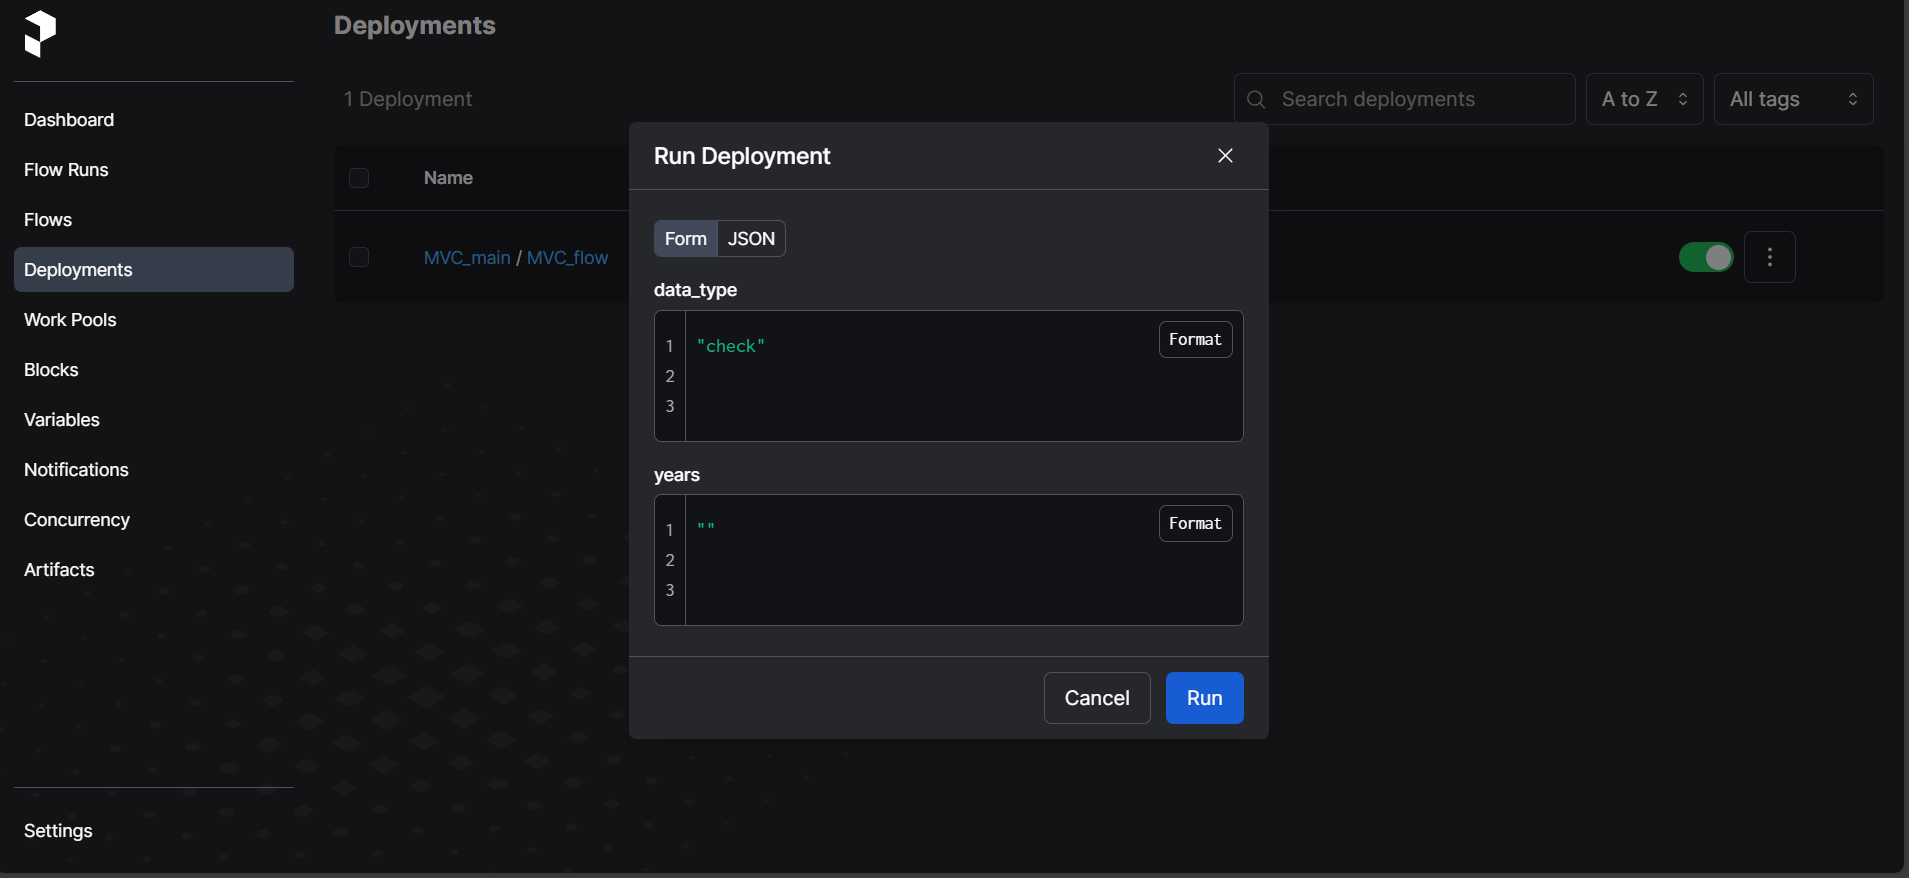 Deployments
1 Deployment
Search deployments
A to Z
All tags
Dashboard
Flow Runs
Flows
Deployments
Work Pools
Blocks
Variables
Notifications
Concurrency
Artifacts
Settings
Name
MVC_main / MVC_flow
Run Deployment
Form
JSON
data_type
Format
1 "check"
2
3
years
Format
1 ""
2
3
Cancel
Run